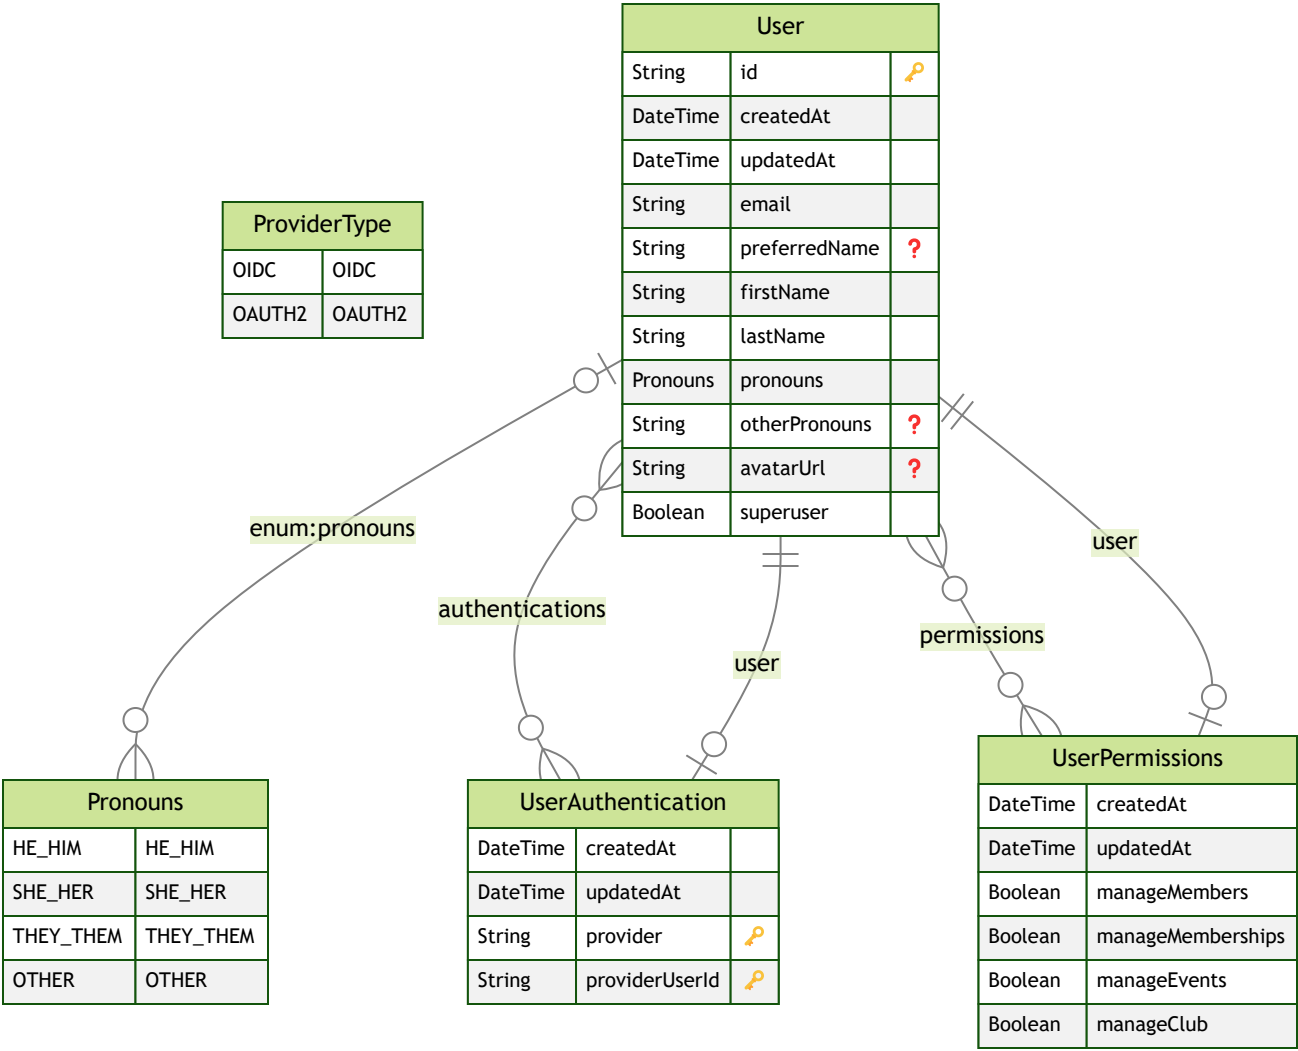 User
String id 🔑
DateTime createdAt
DateTime updatedAt
String email
String preferredName ❓
String firstName
String lastName
Pronouns pronouns
String otherPronouns ❓
String avatarUrl ❓
Boolean superuser
ProviderType
OIDC OIDC
OAUTH2 OAUTH2
enum:pronouns
authentications
user
permissions
user
Pronouns
HE_HIM HE_HIM
SHE_HER SHE_HER
THEY_THEM THEY_THEM
OTHER OTHER
UserAuthentication
DateTime createdAt
DateTime updatedAt
String provider 🔑
String providerUserId 🔑
UserPermissions
DateTime createdAt
DateTime updatedAt
Boolean manageMembers
Boolean manageMemberships
Boolean manageEvents
Boolean manageClub